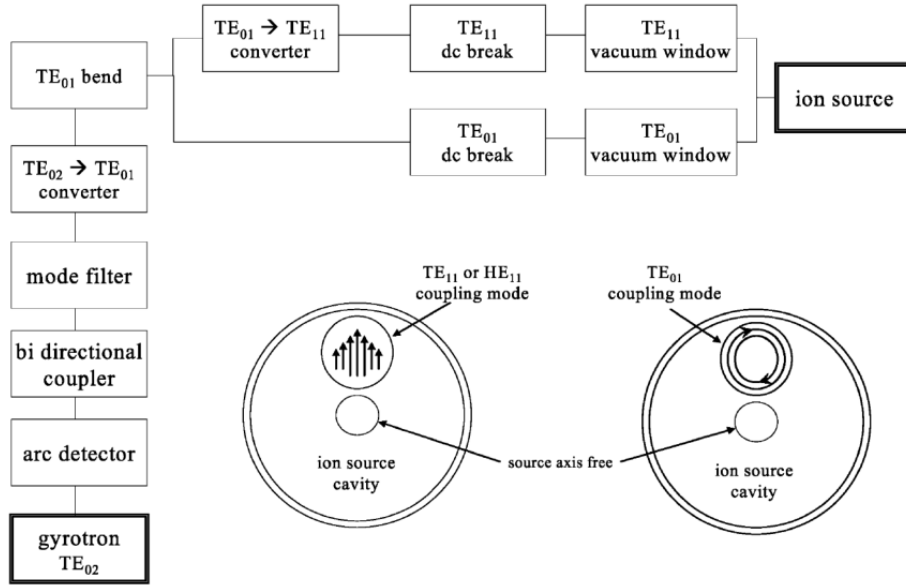 TE₀₁ → TE₁₁
converter
TE₁₁
dc break
TE₁₁
vacuum window
TE₀₁ bend
ion source
TE₀₁
dc break
TE₀₁
vacuum window
TE₀₂ → TE₀₁
converter
mode filter
bi directional
coupler
arc detector
gyrotron
TE₀₂
TE₁₁ or HE₁₁
coupling mode
TE₀₁
coupling mode
source axis free
ion source
cavity
ion source
cavity